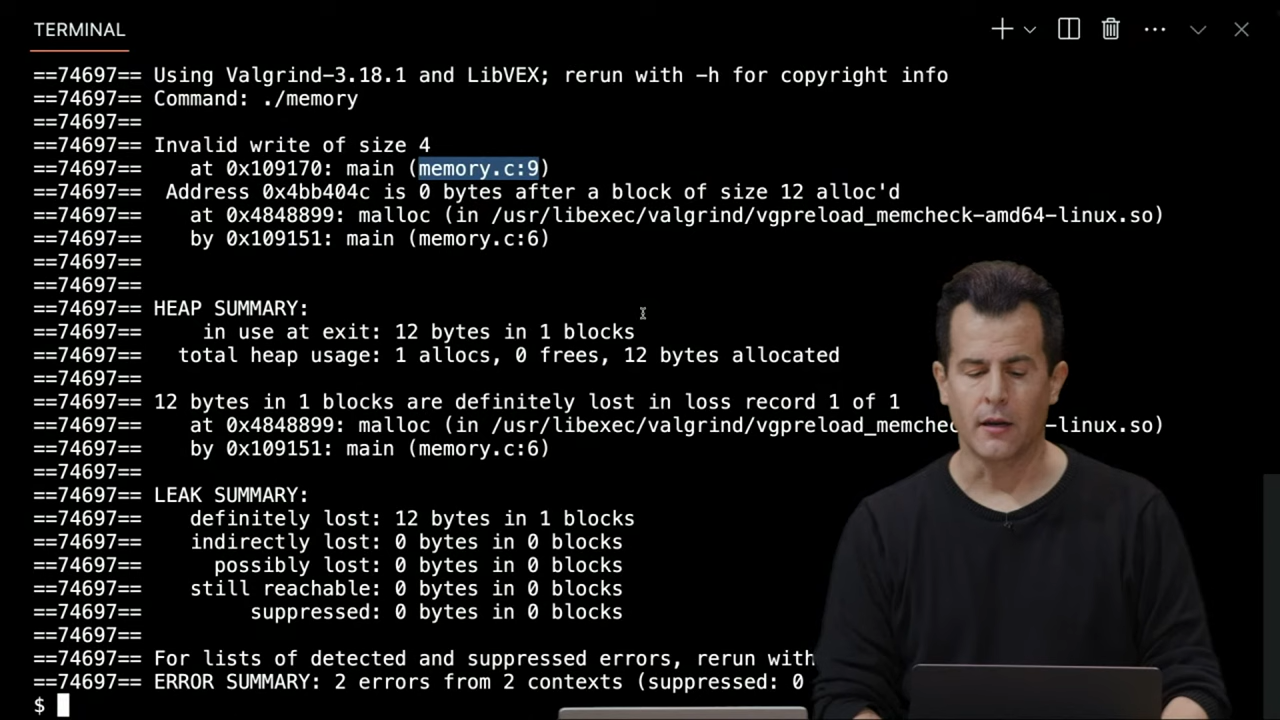 TERMINAL
==74697== Using Valgrind-3.18.1 and LibVEX; rerun with -h for copyright info
==74697== Command: ./memory
==74697==
==74697== Invalid write of size 4
==74697==    at 0x109170: main (memory.c:9)
==74697==  Address 0x4bb404c is 0 bytes after a block of size 12 alloc'd
==74697==    at 0x4848899: malloc (in /usr/libexec/valgrind/vgpreload_memcheck-amd64-linux.so)
==74697==    by 0x109151: main (memory.c:6)
==74697==
==74697==
==74697== HEAP SUMMARY:
==74697==     in use at exit: 12 bytes in 1 blocks
==74697==   total heap usage: 1 allocs, 0 frees, 12 bytes allocated
==74697==
==74697== 12 bytes in 1 blocks are definitely lost in loss record 1 of 1
==74697==    at 0x4848899: malloc (in /usr/libexec/valgrind/vgpreload_memche -linux.so)
==74697==    by 0x109151: main (memory.c:6)
==74697==
==74697== LEAK SUMMARY:
==74697==    definitely lost: 12 bytes in 1 blocks
==74697==    indirectly lost: 0 bytes in 0 blocks
==74697==      possibly lost: 0 bytes in 0 blocks
==74697==    still reachable: 0 bytes in 0 blocks
==74697==         suppressed: 0 bytes in 0 blocks
==74697==
==74697== For lists of detected and suppressed errors, rerun with
==74697== ERROR SUMMARY: 2 errors from 2 contexts (suppressed: 0
$